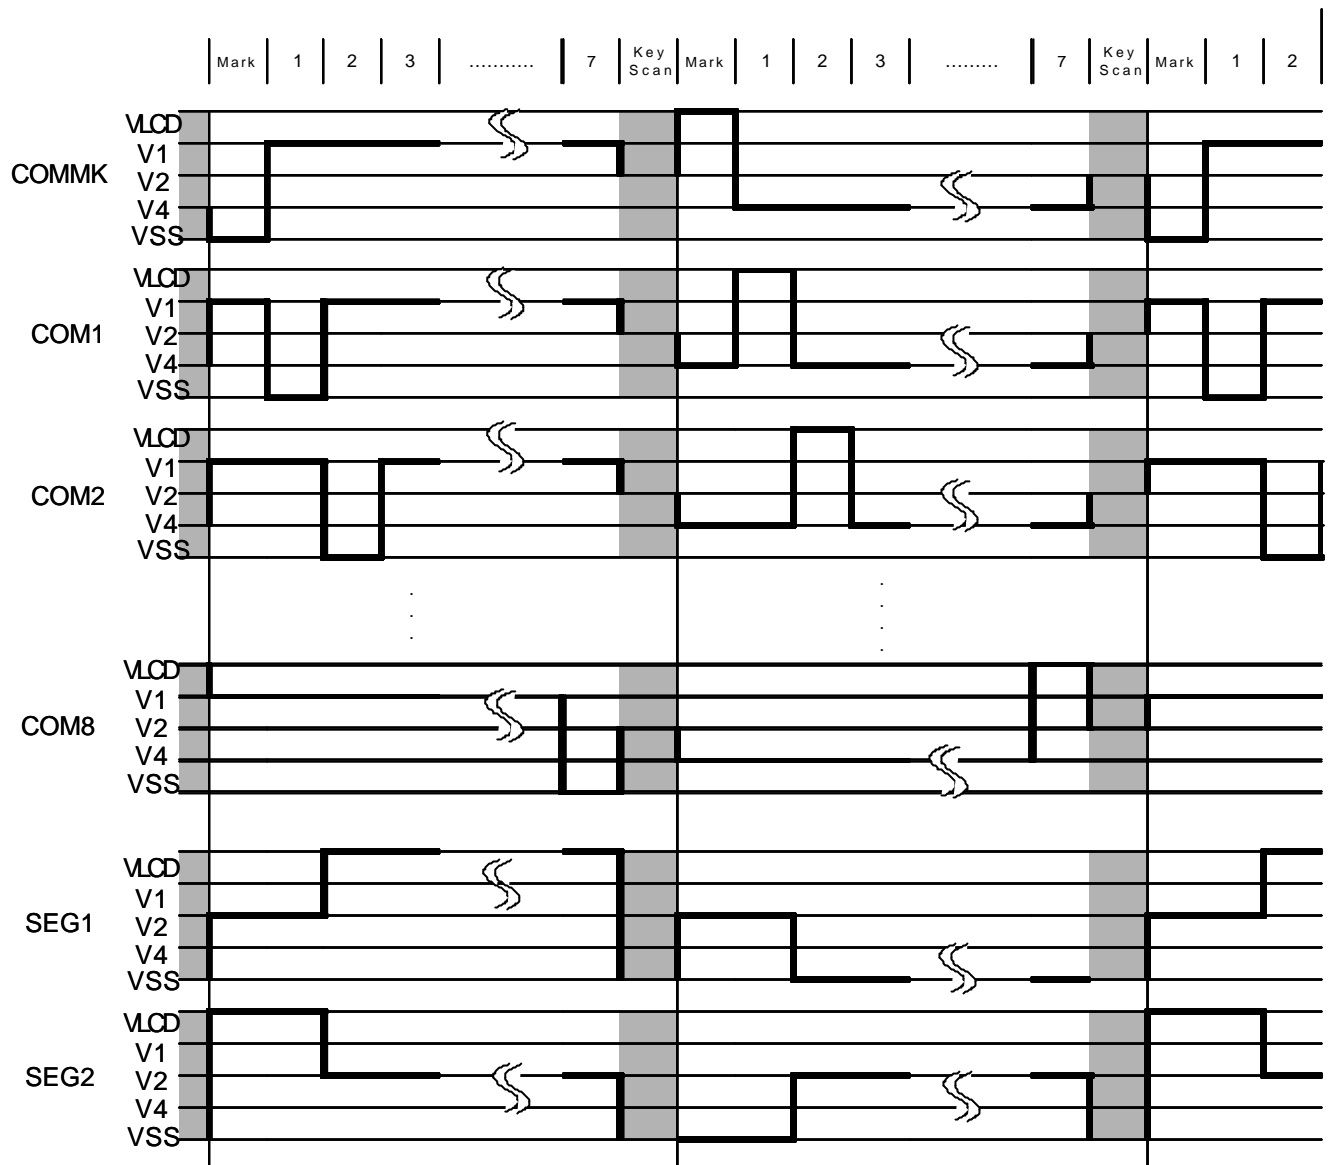 Mark 1 2 3 ........... 7 Key Scan Mark 1 2 3 ......... 7 Key Scan Mark 1 2
VLCD
V1
COMMK V2
V4
VSS
VLCD
V1
COM1 V2
V4
VSS
VLCD
V1
COM2 V2
V4
VSS
VLCD
V1
COM8 V2
V4
VSS
VLCD
V1
SEG1 V2
V4
VSS
VLCD
V1
SEG2 V2
V4
VSS